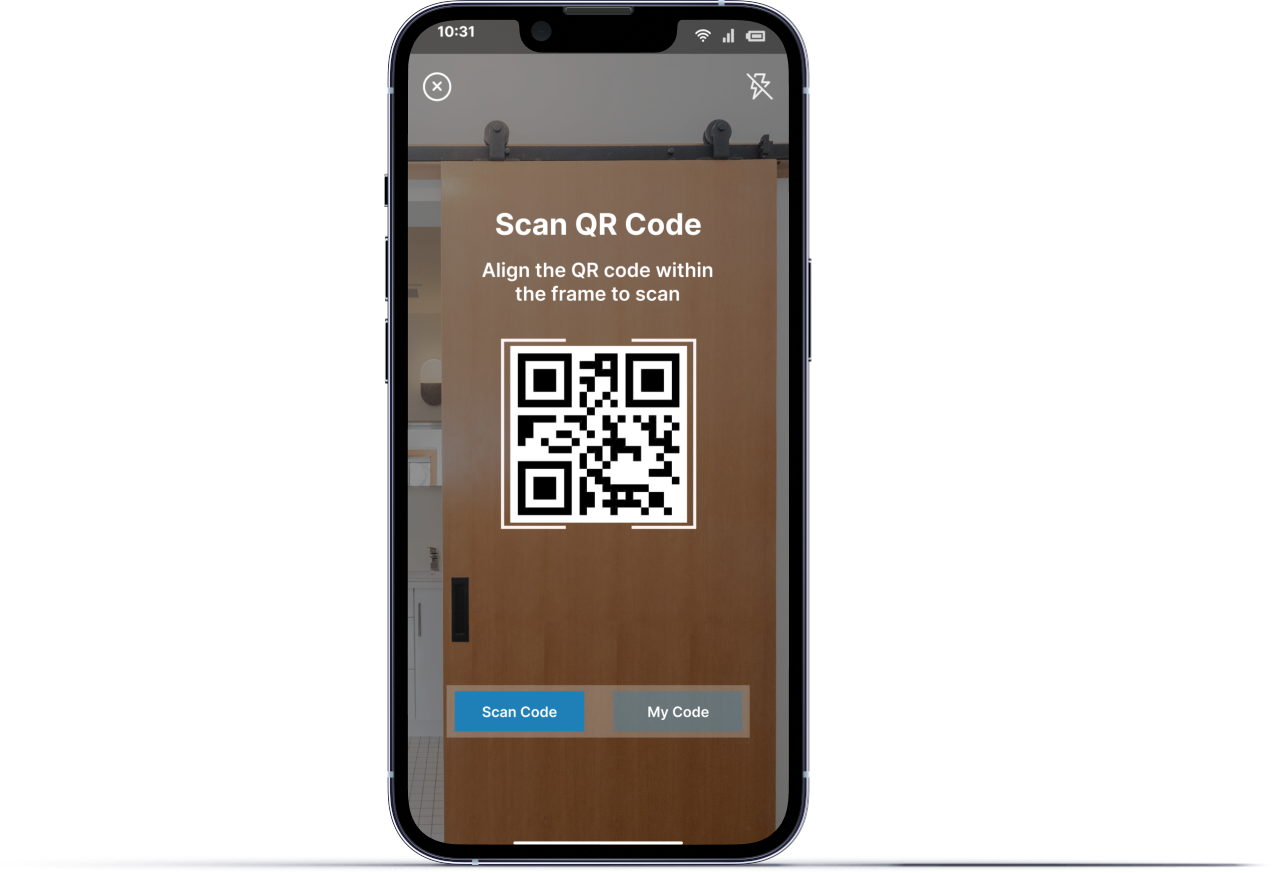 10:31
Scan QR Code
Align the QR code within
the frame to scan
Scan Code
My Code